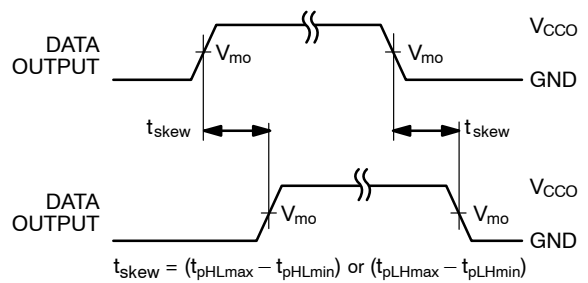 V_CCO
DATA
OUTPUT
V_mo
V_mo
GND
t_skew
t_skew
DATA
OUTPUT
V_CCO
V_mo
V_mo
GND
t_skew = (t_pHLmax − t_pHLmin) or (t_pLHmax − t_pLHmin)